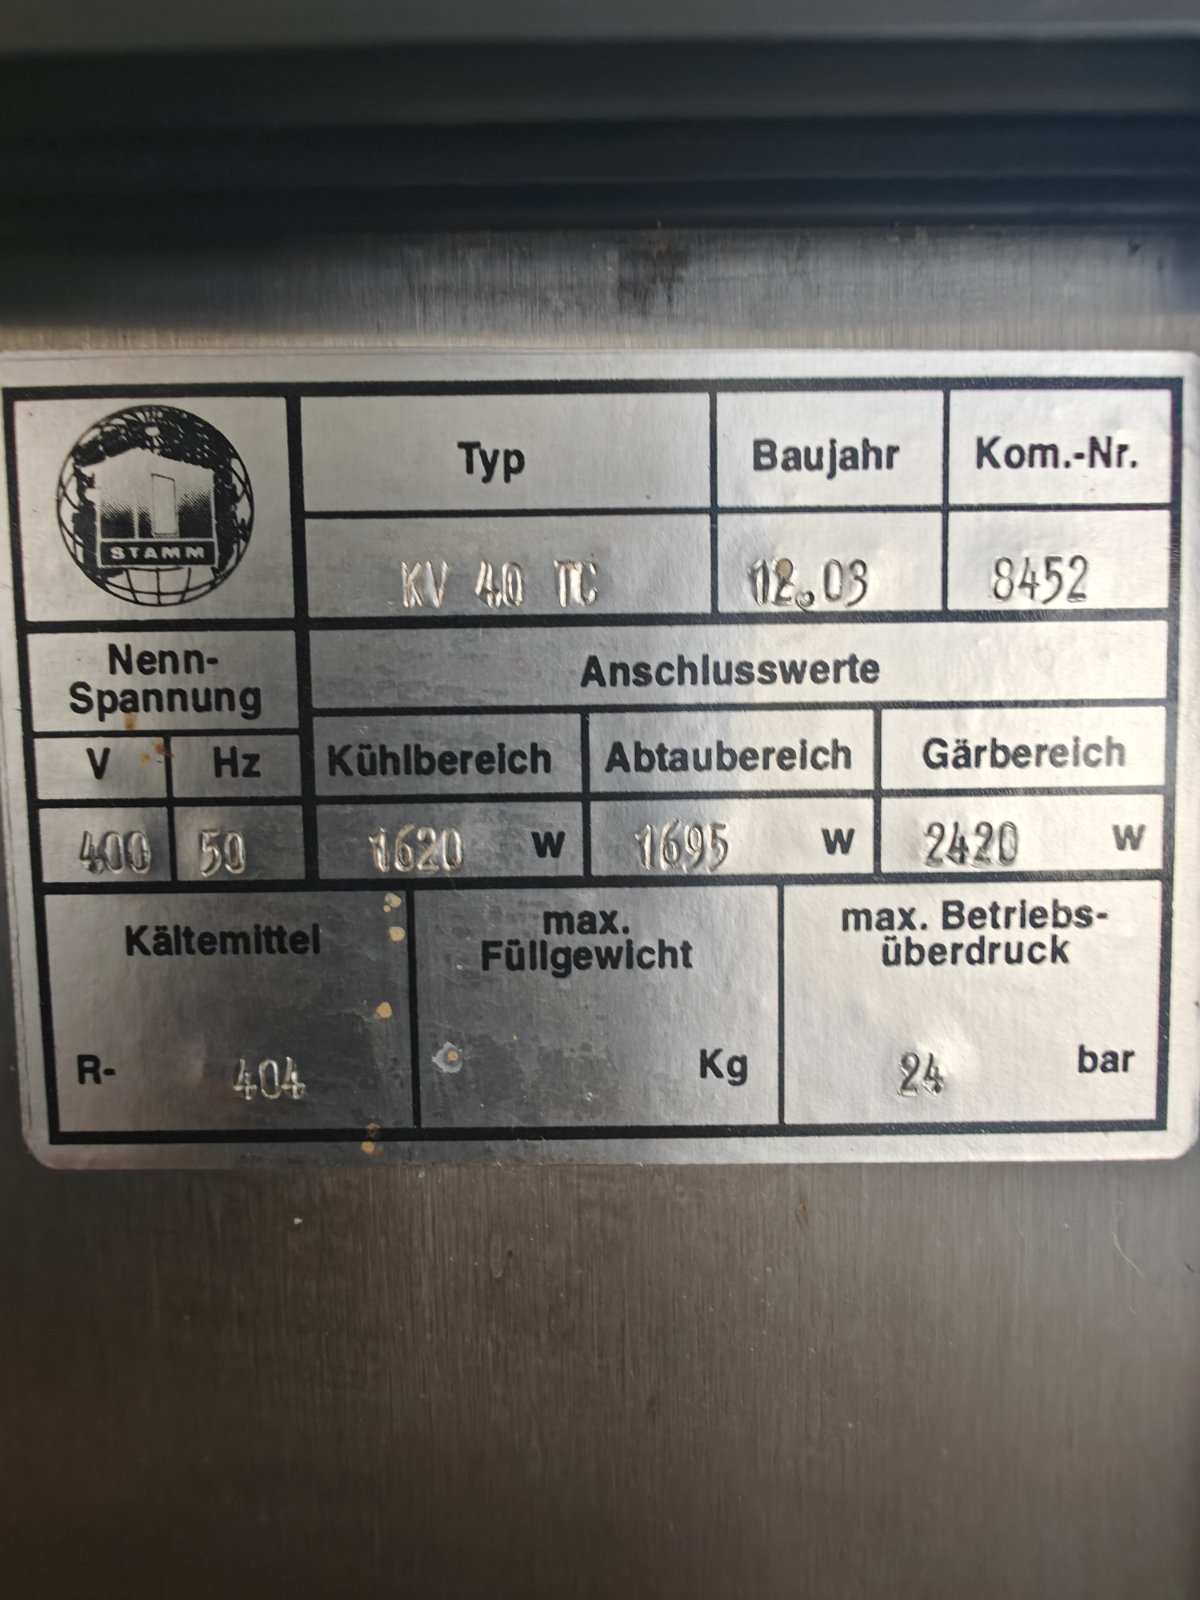 STAMM
Typ
Baujahr
Kom.-Nr.
KV 40 TC
12.03
8452
Nenn-
Spannung
Anschlusswerte
V
Hz
Kühlbereich
Abtaubereich
Gärbereich
400
50
1620 W
1695 W
2420 W
Kältemittel
max.
Füllgewicht
max. Betriebs-
überdruck
R- 404
Kg
24 bar